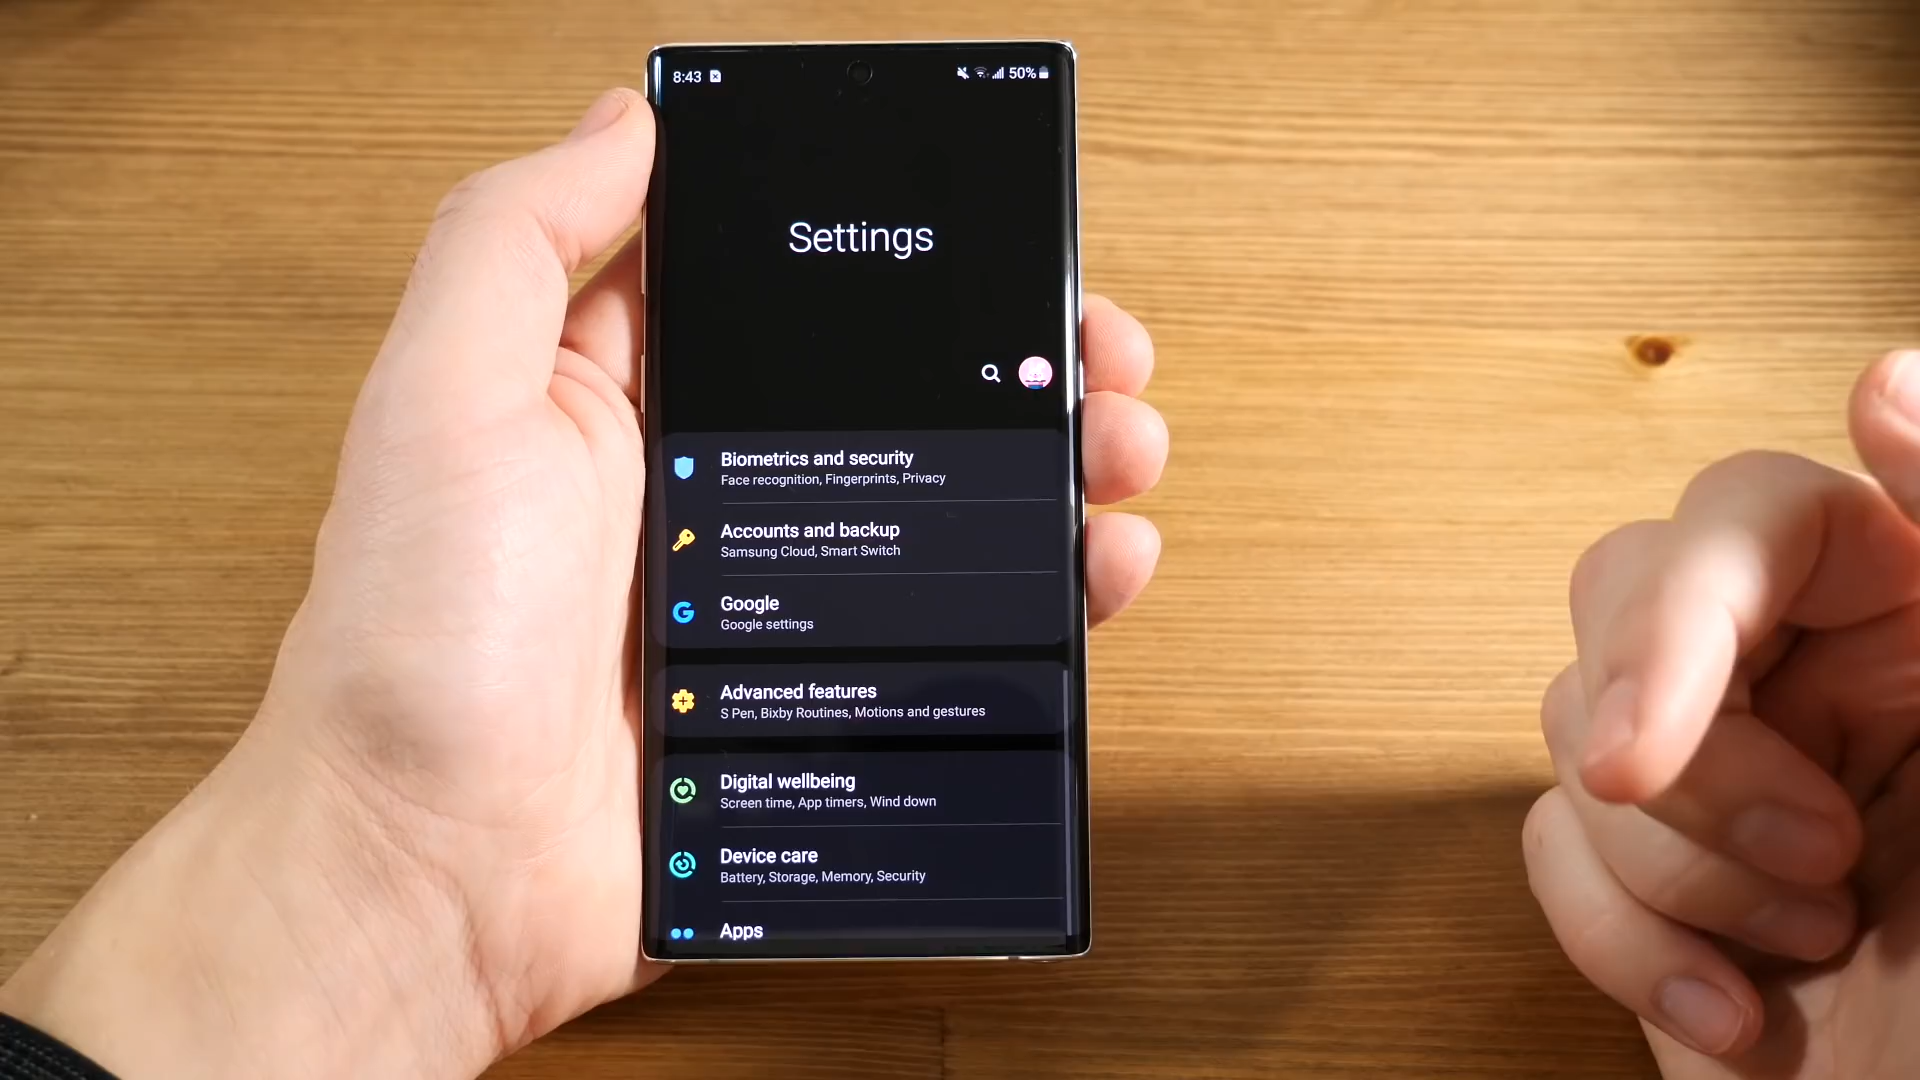 8:43
50%
Settings
Biometrics and security
Face recognition, Fingerprints, Privacy
Accounts and backup
Samsung Cloud, Smart Switch
Google
Google settings
Advanced features
S Pen, Bixby Routines, Motions and gestures
Digital wellbeing
Screen time, App timers, Wind down
Device care
Battery, Storage, Memory, Security
Apps